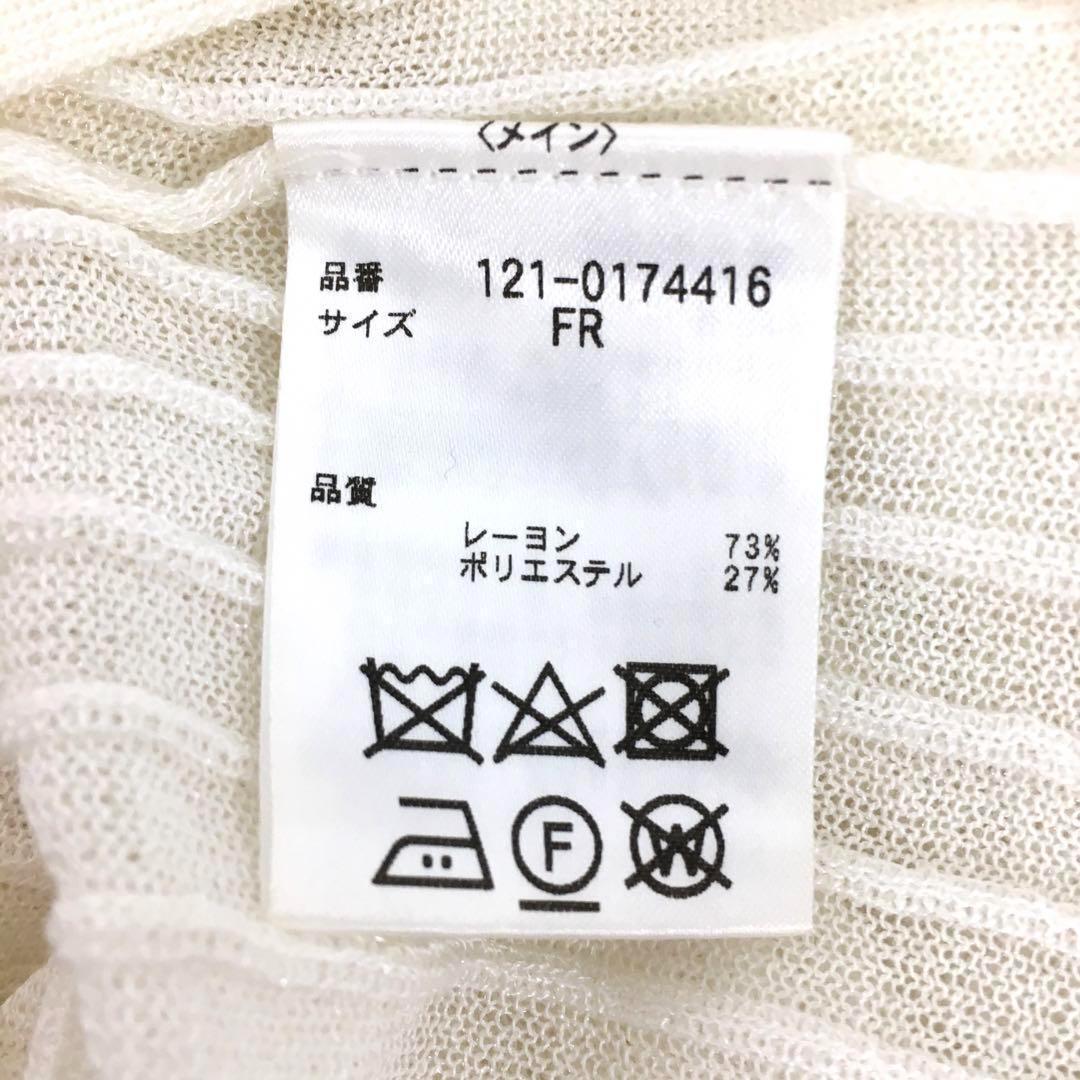 〈メイン〉
品番 121-0174416
サイズ FR
品質
レーヨン 73%
ポリエステル 27%
F
W